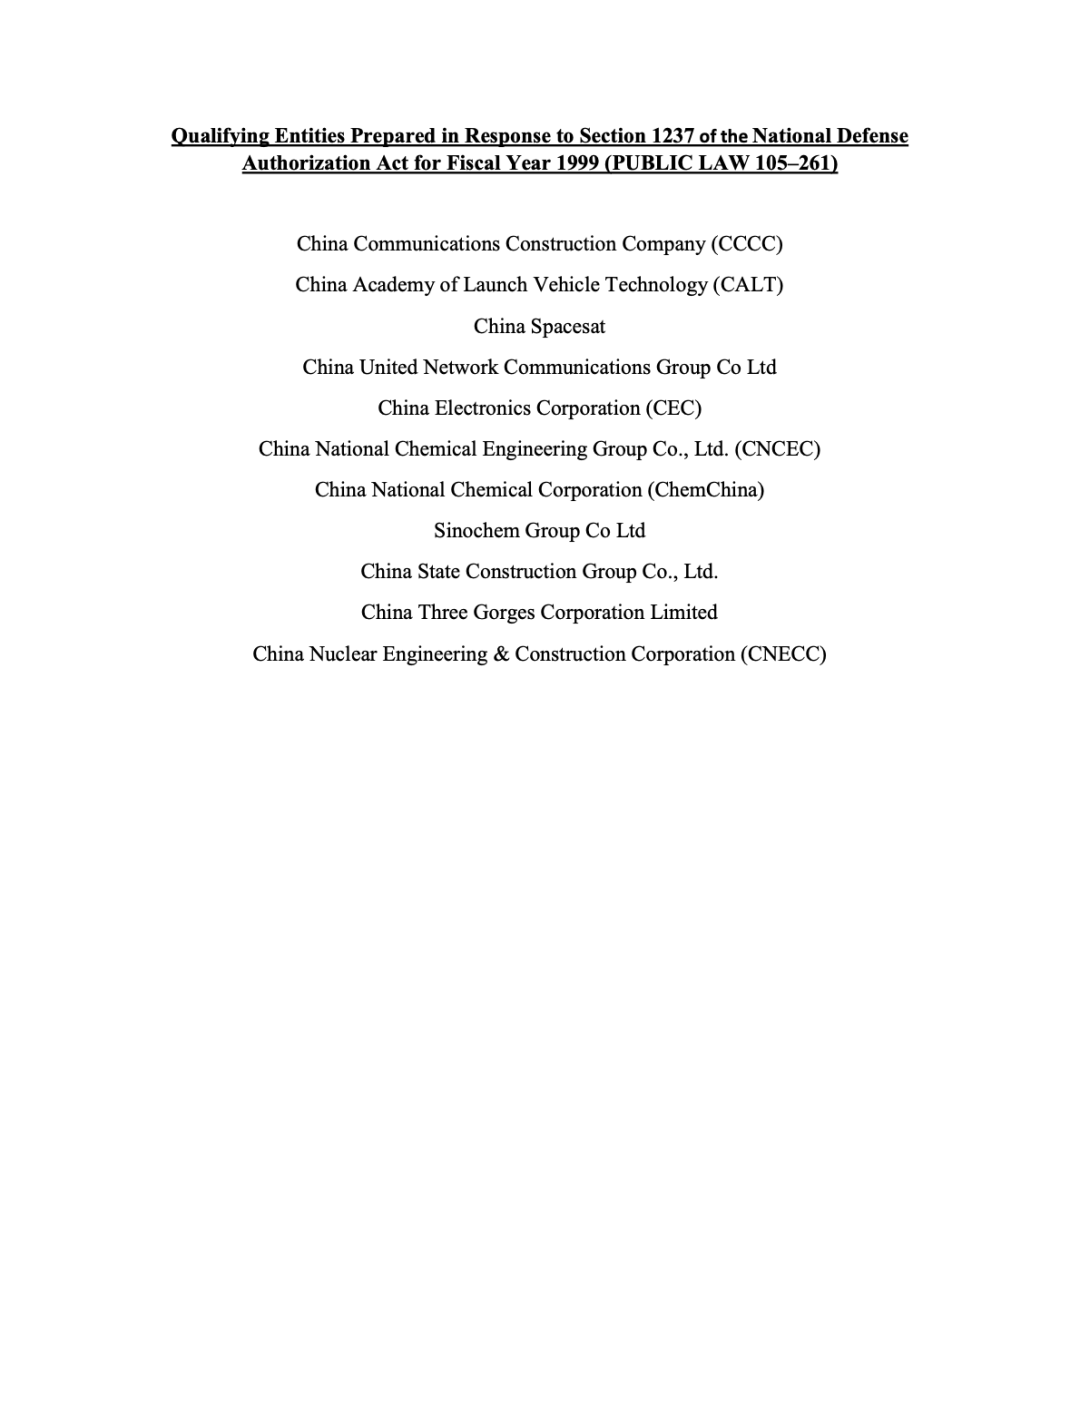 Qualifying Entities Prepared in Response to Section 1237 of the National Defense
Authorization Act for Fiscal Year 1999 (PUBLIC LAW 105–261)
China Communications Construction Company (CCCC)
China Academy of Launch Vehicle Technology (CALT)
China Spacesat
China United Network Communications Group Co Ltd
China Electronics Corporation (CEC)
China National Chemical Engineering Group Co., Ltd. (CNCEC)
China National Chemical Corporation (ChemChina)
Sinochem Group Co Ltd
China State Construction Group Co., Ltd.
China Three Gorges Corporation Limited
China Nuclear Engineering & Construction Corporation (CNECC)